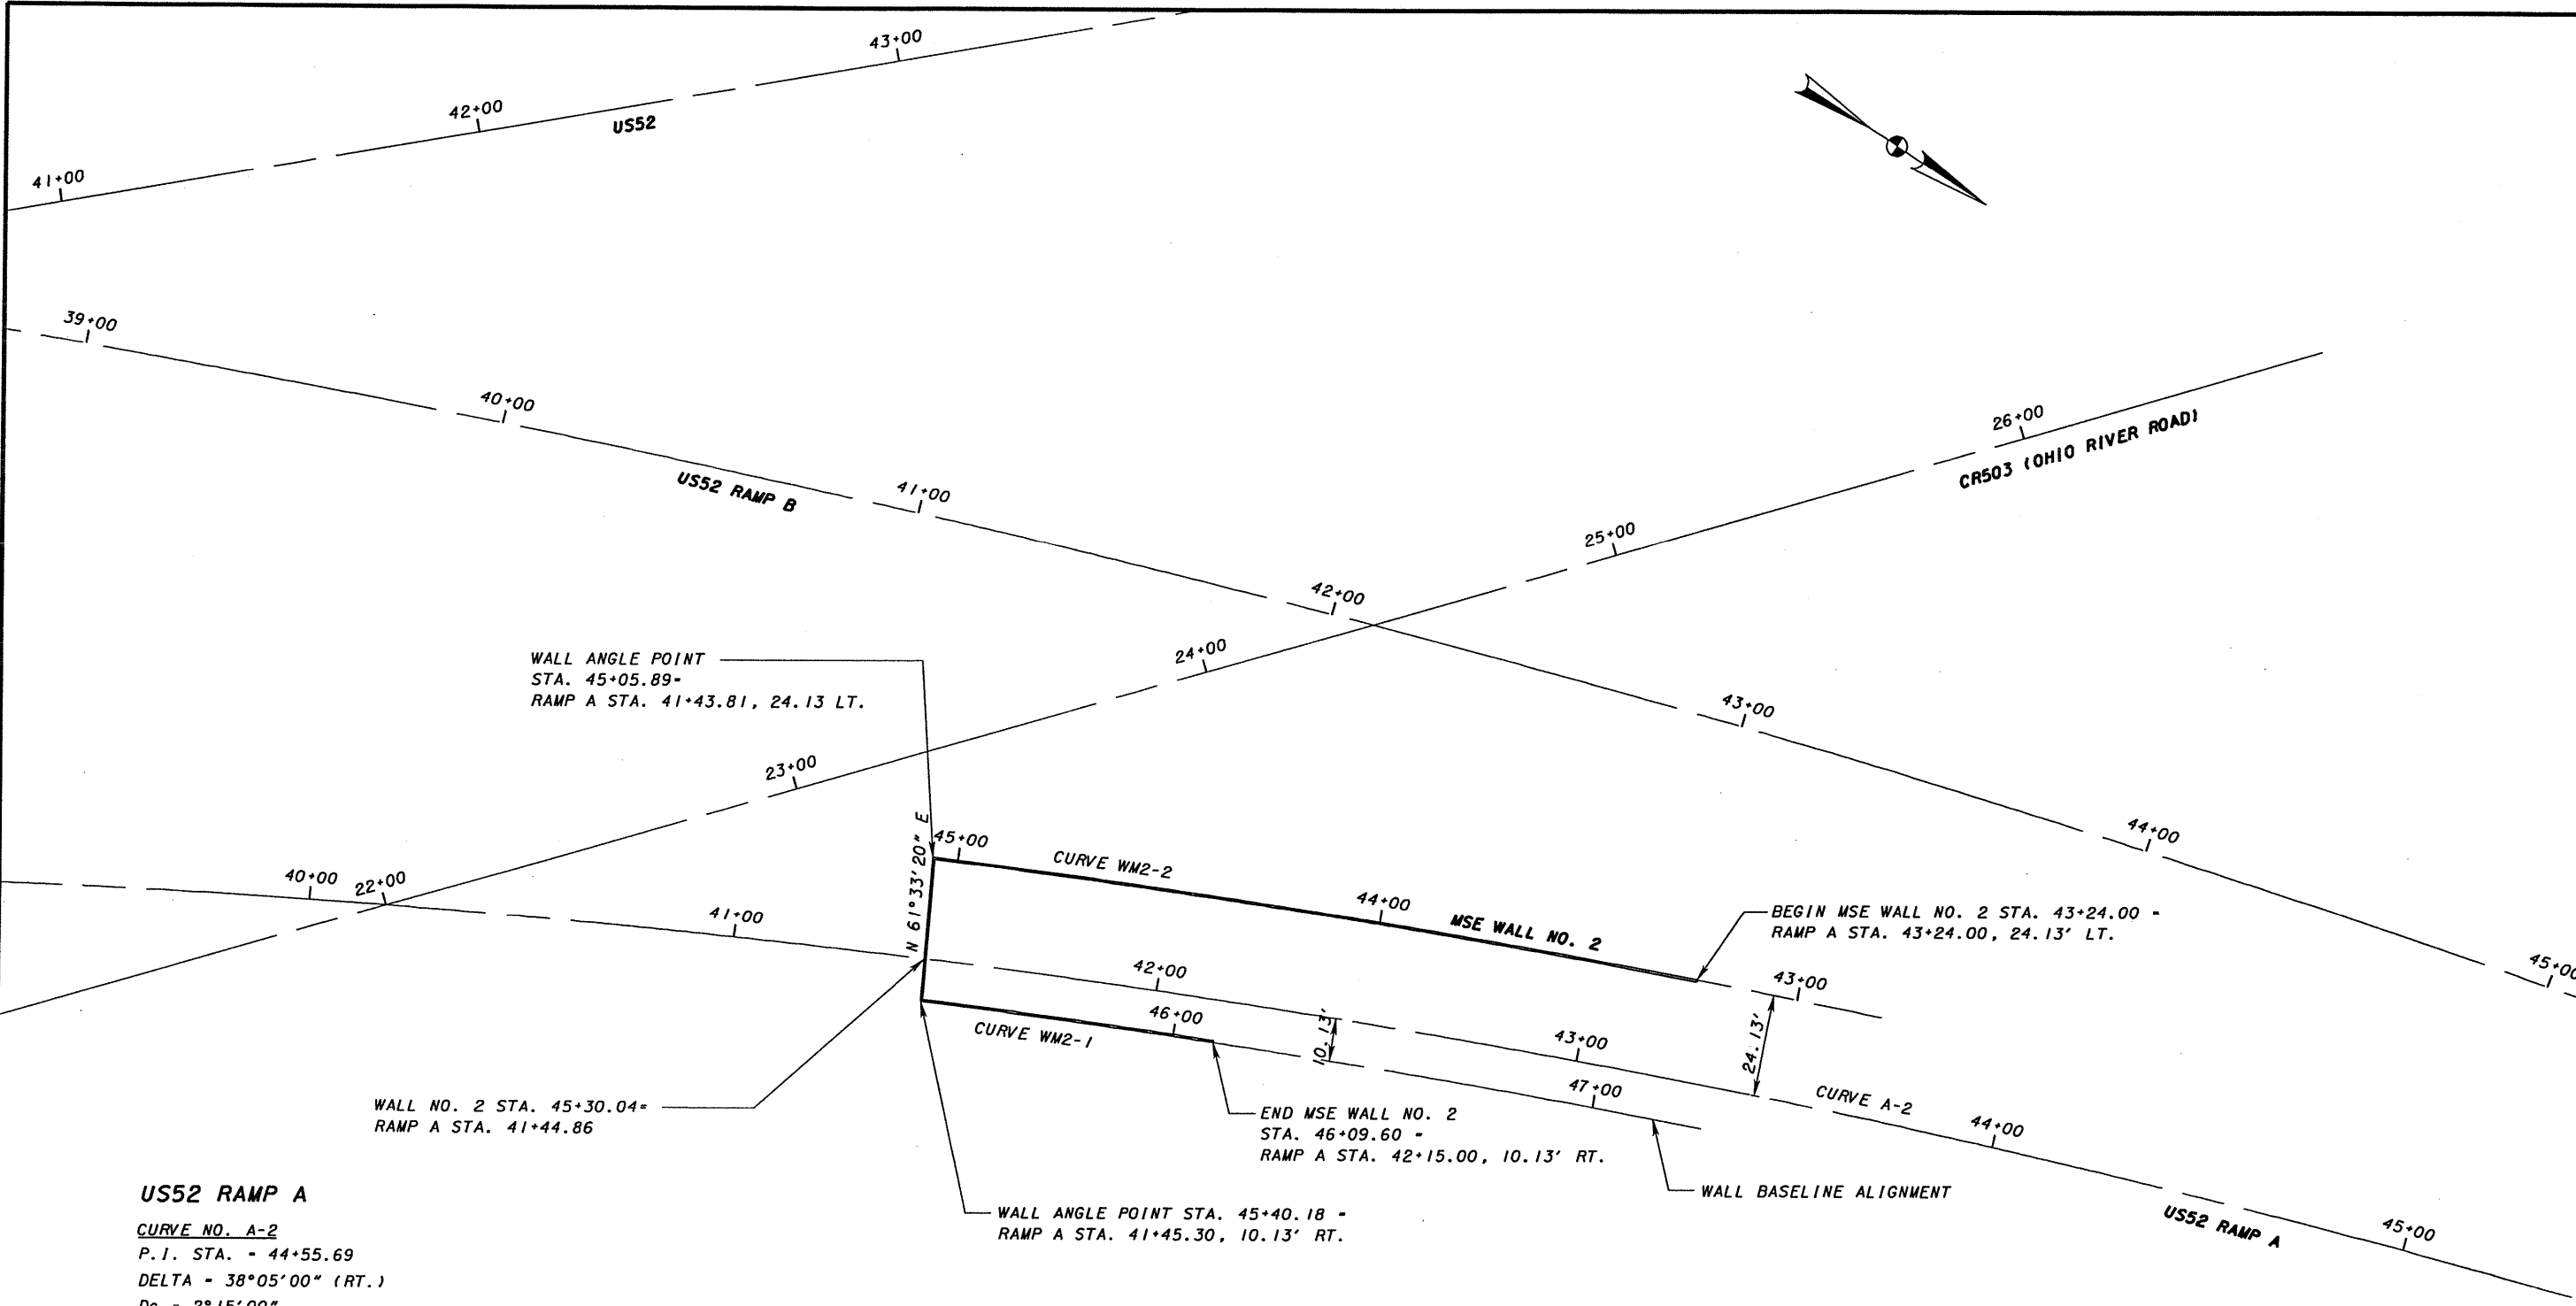 43+00
42+00
US52
41+00
39+00
40+00
US52 RAMP B
41+00
42+00
43+00
44+00
45+00
26+00
CR503 (OHIO RIVER ROAD)
25+00
24+00
23+00
22+00
WALL ANGLE POINT
STA. 45+05.89=
RAMP A STA. 41+43.81, 24.13 LT.
N 61°33'20" E
45+00
CURVE WM2-2
44+00
MSE WALL NO. 2
43+00
BEGIN MSE WALL NO. 2 STA. 43+24.00 =
RAMP A STA. 43+24.00, 24.13' LT.
40+00
41+00
42+00
43+00
CURVE A-2
44+00
45+00
US52 RAMP A
24.13'
10.13'
46+00
CURVE WM2-1
47+00
WALL NO. 2 STA. 45+30.04=
RAMP A STA. 41+44.86
END MSE WALL NO. 2
STA. 46+09.60 =
RAMP A STA. 42+15.00, 10.13' RT.
WALL BASELINE ALIGNMENT
WALL ANGLE POINT STA. 45+40.18 =
RAMP A STA. 41+45.30, 10.13' RT.
US52 RAMP A
CURVE NO. A-2
P.I. STA. = 44+55.69
DELTA = 38°05'00" (RT.)
Dc = 2°15'00"